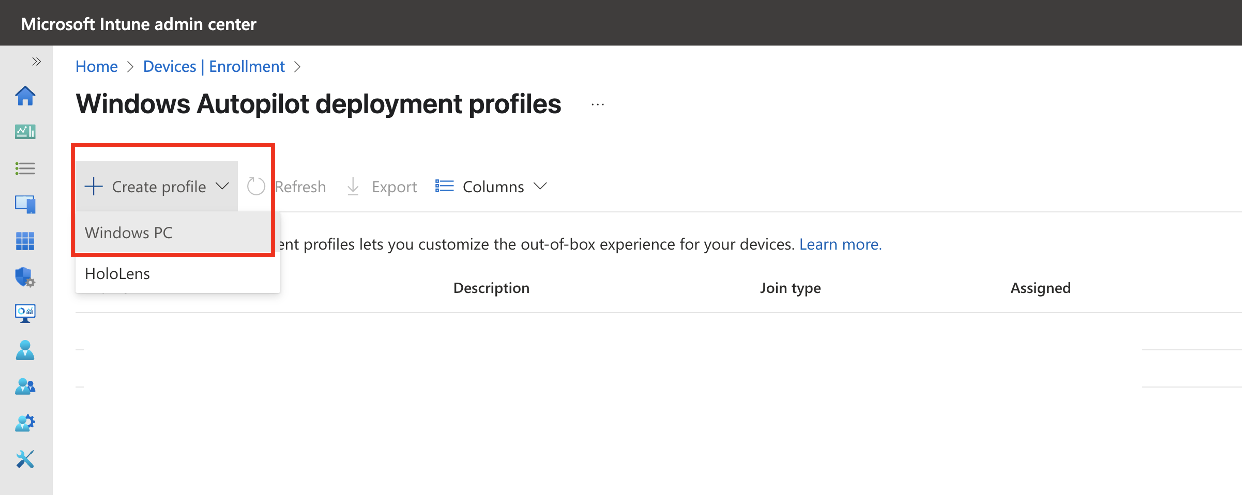 Microsoft Intune admin center
Home > Devices | Enrollment >
Windows Autopilot deployment profiles ...
Create profile Refresh Export Columns
Windows PC
ent profiles lets you customize the out-of-box experience for your devices. Learn more.
HoloLens
Description Join type Assigned